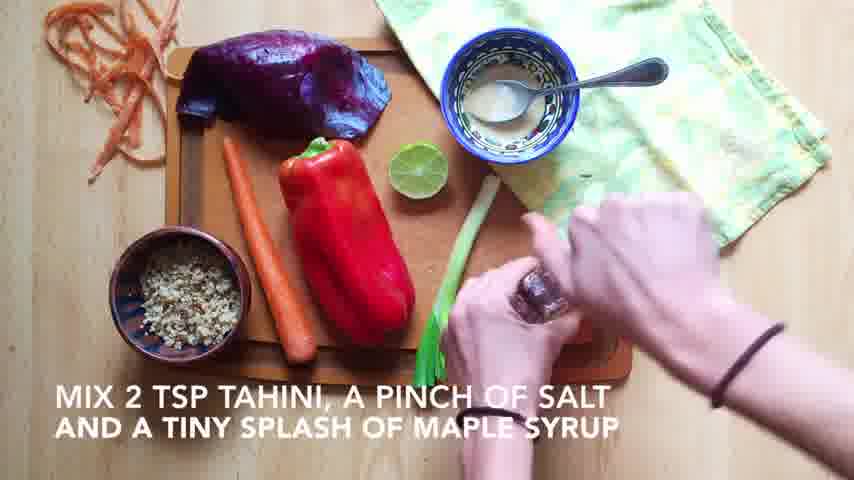 MIX 2 TSP TAHINI, A PINCH OF SALT
AND A TINY SPLASH OF MAPLE SYRUP